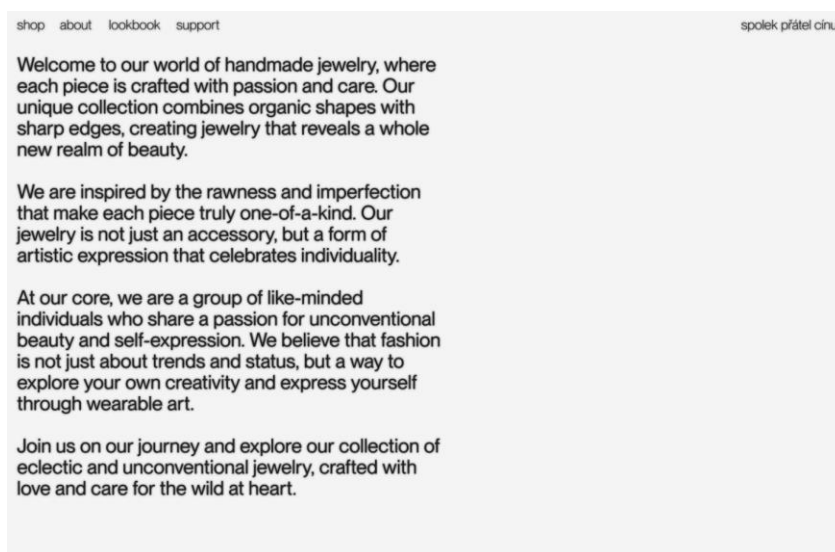 shop about lookbook support
spolek přátel cínu
Welcome to our world of handmade jewelry, where
each piece is crafted with passion and care. Our
unique collection combines organic shapes with
sharp edges, creating jewelry that reveals a whole
new realm of beauty.
We are inspired by the rawness and imperfection
that make each piece truly one-of-a-kind. Our
jewelry is not just an accessory, but a form of
artistic expression that celebrates individuality.
At our core, we are a group of like-minded
individuals who share a passion for unconventional
beauty and self-expression. We believe that fashion
is not just about trends and status, but a way to
explore your own creativity and express yourself
through wearable art.
Join us on our journey and explore our collection of
eclectic and unconventional jewelry, crafted with
love and care for the wild at heart.